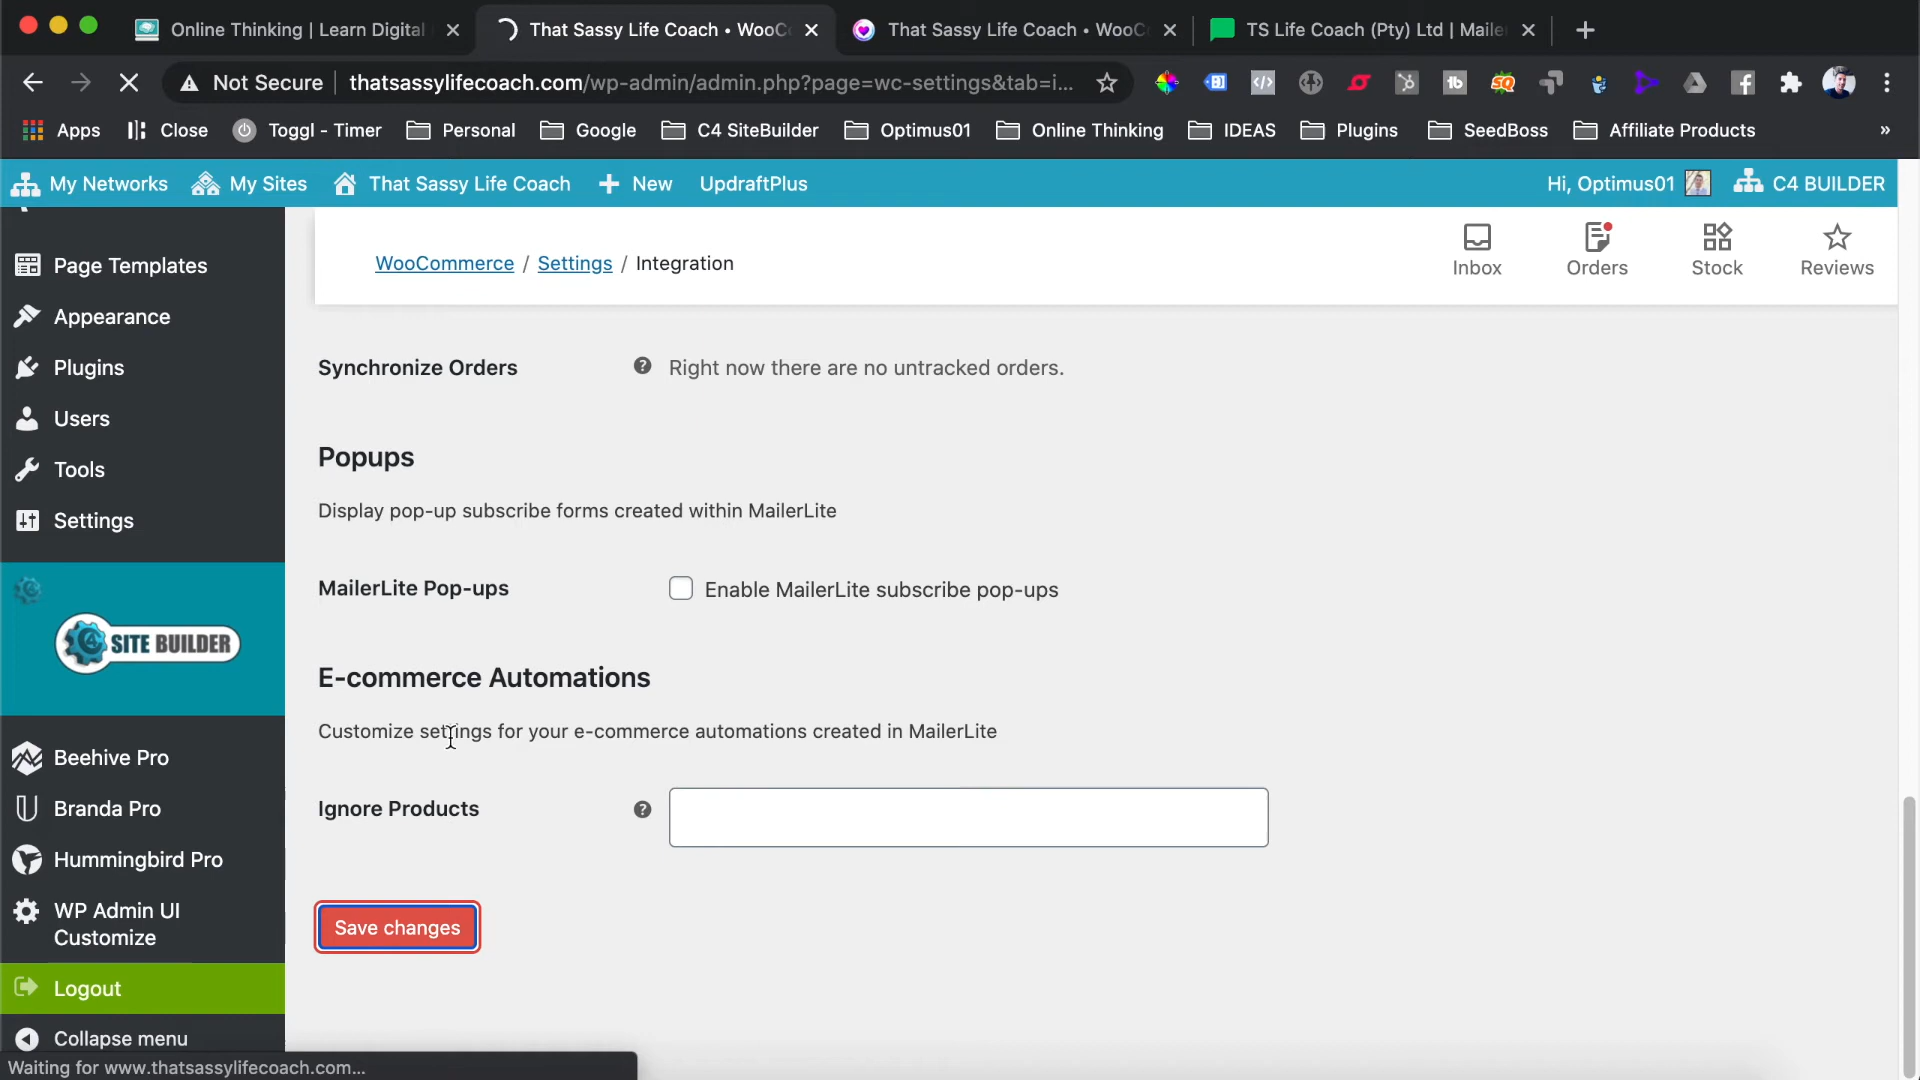 Online Thinking | Learn Digital
That Sassy Life Coach • WooC
That Sassy Life Coach • WooC
TS Life Coach (Pty) Ltd | Maile
Not Secure
thatsassylifecoach.com/wp-admin/admin.php?page=wc-settings&tab=i...
Apps
Close
Toggl - Timer
Personal
Google
C4 SiteBuilder
Optimus01
Online Thinking
IDEAS
Plugins
SeedBoss
Affiliate Products
»
My Networks
My Sites
That Sassy Life Coach
New
UpdraftPlus
Hi, Optimus01
C4 BUILDER
Page Templates
Appearance
Plugins
Users
Tools
Settings
SITE BUILDER
Beehive Pro
Branda Pro
Hummingbird Pro
WP Admin UI
Customize
Logout
Collapse menu
WooCommerce / Settings / Integration
Inbox
Orders
Stock
Reviews
Synchronize Orders
Right now there are no untracked orders.
Popups
Display pop-up subscribe forms created within MailerLite
MailerLite Pop-ups
Enable MailerLite subscribe pop-ups
E-commerce Automations
Customize settings for your e-commerce automations created in MailerLite
Ignore Products
Save changes
Waiting for www.thatsassylifecoach.com...